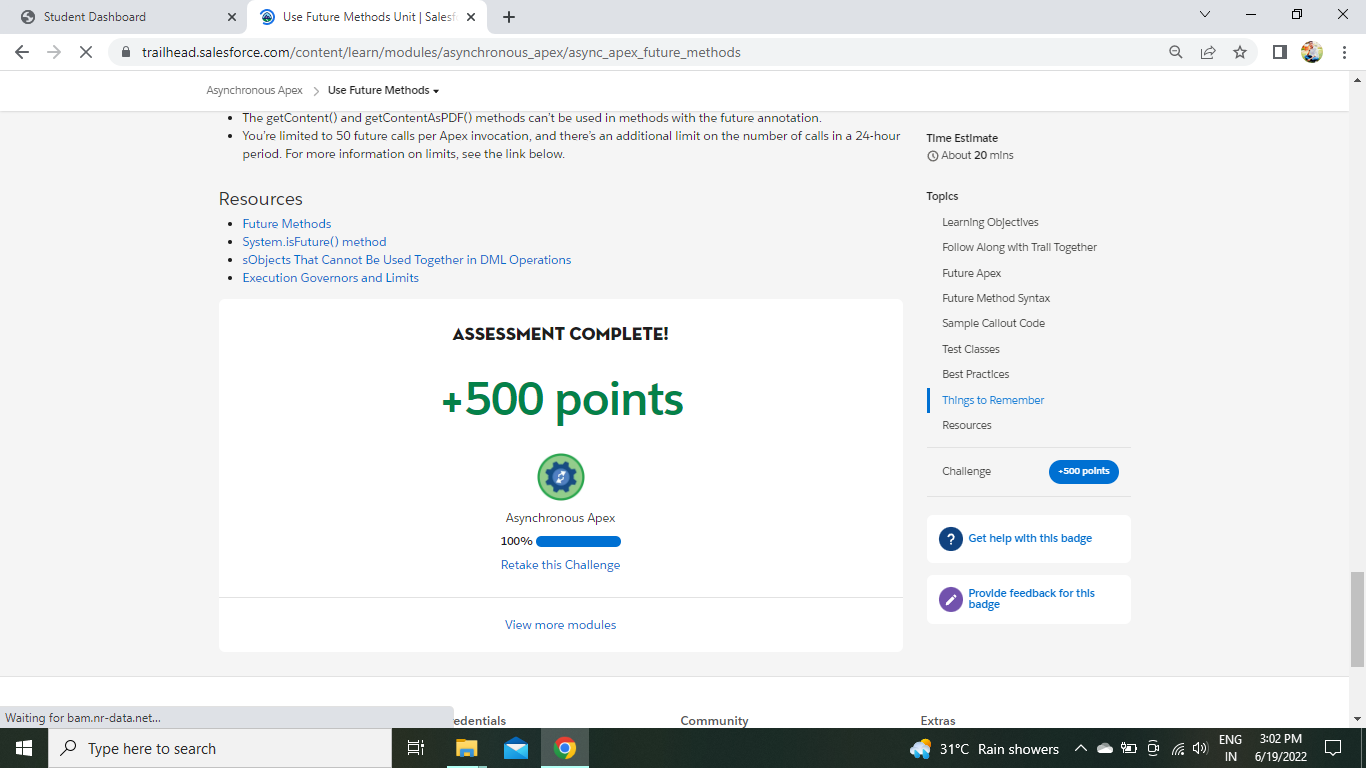 Student Dashboard
Use Future Methods Unit | Salesf
trailhead.salesforce.com/content/learn/modules/asynchronous_apex/async_apex_future_methods
Asynchronous Apex
Use Future Methods
The getContent() and getContentAsPDF() methods can't be used in methods with the future annotation.
You're limited to 50 future calls per Apex invocation, and there's an additional limit on the number of calls in a 24-hour
period. For more information on limits, see the link below.
Resources
Future Methods
System.isFuture() method
sObjects That Cannot Be Used Together in DML Operations
Execution Governors and Limits
ASSESSMENT COMPLETE!
+500 points
Asynchronous Apex
100%
Retake this Challenge
View more modules
Time Estimate
About 20 mins
Topics
Learning Objectives
Follow Along with Trail Together
Future Apex
Future Method Syntax
Sample Callout Code
Test Classes
Best Practices
Things to Remember
Resources
Challenge
+500 points
? Get help with this badge
Provide feedback for this
badge
Waiting for bam.nr-data.net...
edentials
Community
Extras
Type here to search
31°C Rain showers
ENG
IN
3:02 PM
6/19/2022